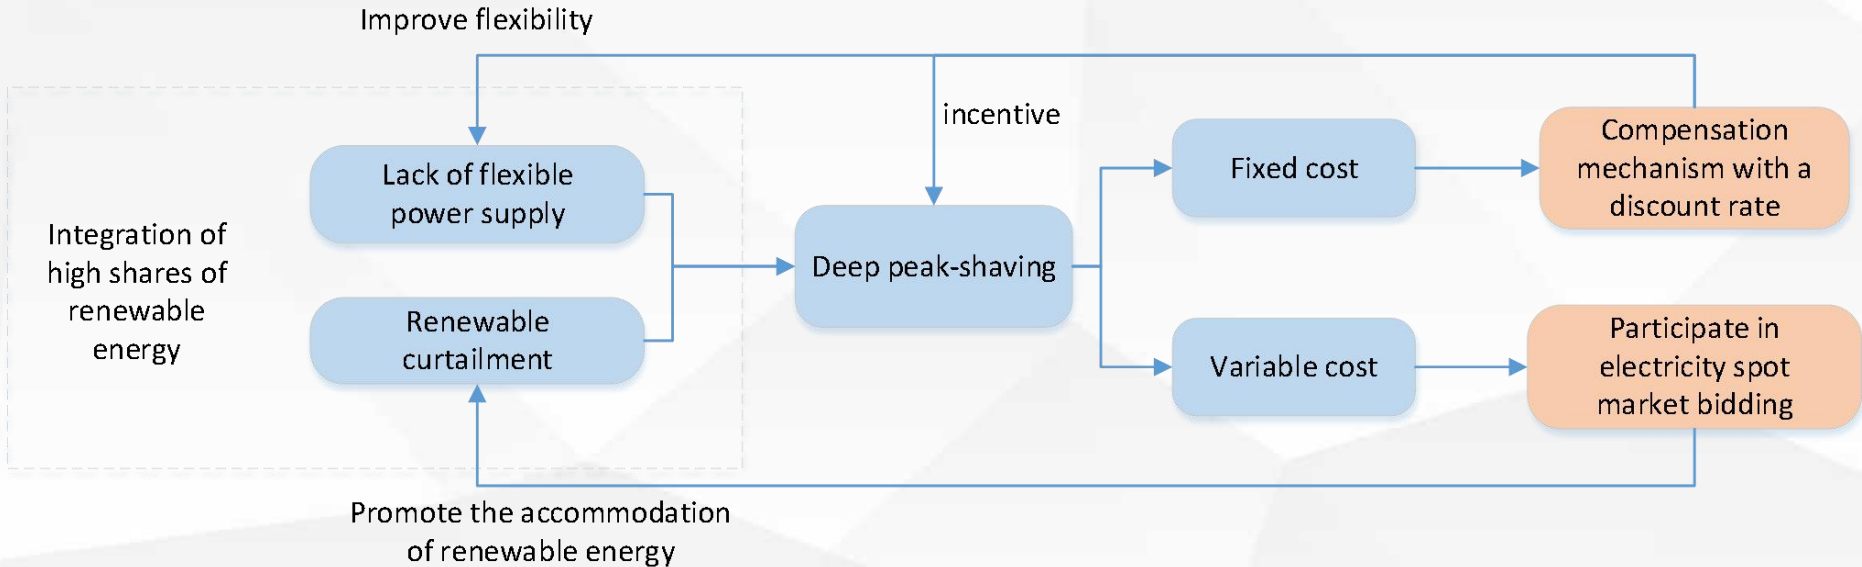 Improve flexibility
incentive
Integration of
high shares of
renewable
energy
Lack of flexible
power supply
Renewable
curtailment
Deep peak-shaving
Fixed cost
Variable cost
Compensation
mechanism with a
discount rate
Participate in
electricity spot
market bidding
Promote the accommodation
of renewable energy